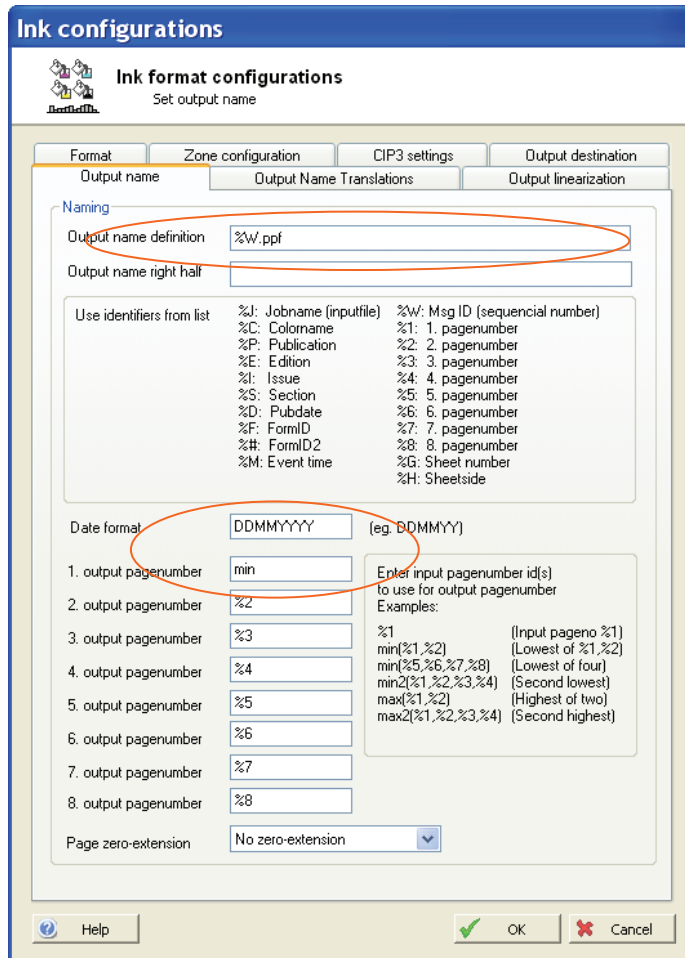 Ink configurations
Ink format configurations
Set output name
Format Zone configuration CIP3 settings Output destination
Output name Output Name Translations Output linearization
Naming
Output name definition %W.ppf
Output name right half
Use identifiers from list
%J: Jobname (inputfile) %W: Msg ID (sequencial number)
%C: Colorname %1: 1. pagenumber
%P: Publication %2: 2. pagenumber
%E: Edition %3: 3. pagenumber
%I: Issue %4: 4. pagenumber
%S: Section %5: 5. pagenumber
%D: Pubdate %6: 6. pagenumber
%F: FormID %7: 7. pagenumber
%#: FormID2 %8: 8. pagenumber
%M: Event time %G: Sheet number
%H: Sheetside
Date format DDMMYYYY (eg. DDMMYY)
1. output pagenumber min
2. output pagenumber %2
3. output pagenumber %3
4. output pagenumber %4
5. output pagenumber %5
6. output pagenumber %6
7. output pagenumber %7
8. output pagenumber %8
Enter input pagenumber id(s)
to use for output pagenumber
Examples:
%1 (Input pageno %1)
min(%1,%2) (Lowest of %1,%2)
min(%5,%6,%7,%8) (Lowest of four)
min2(%1,%2,%3,%4) (Second lowest)
max(%1,%2) (Highest of two)
max2(%1,%2,%3,%4) (Second highest)
Page zero-extension No zero-extension
Help OK Cancel